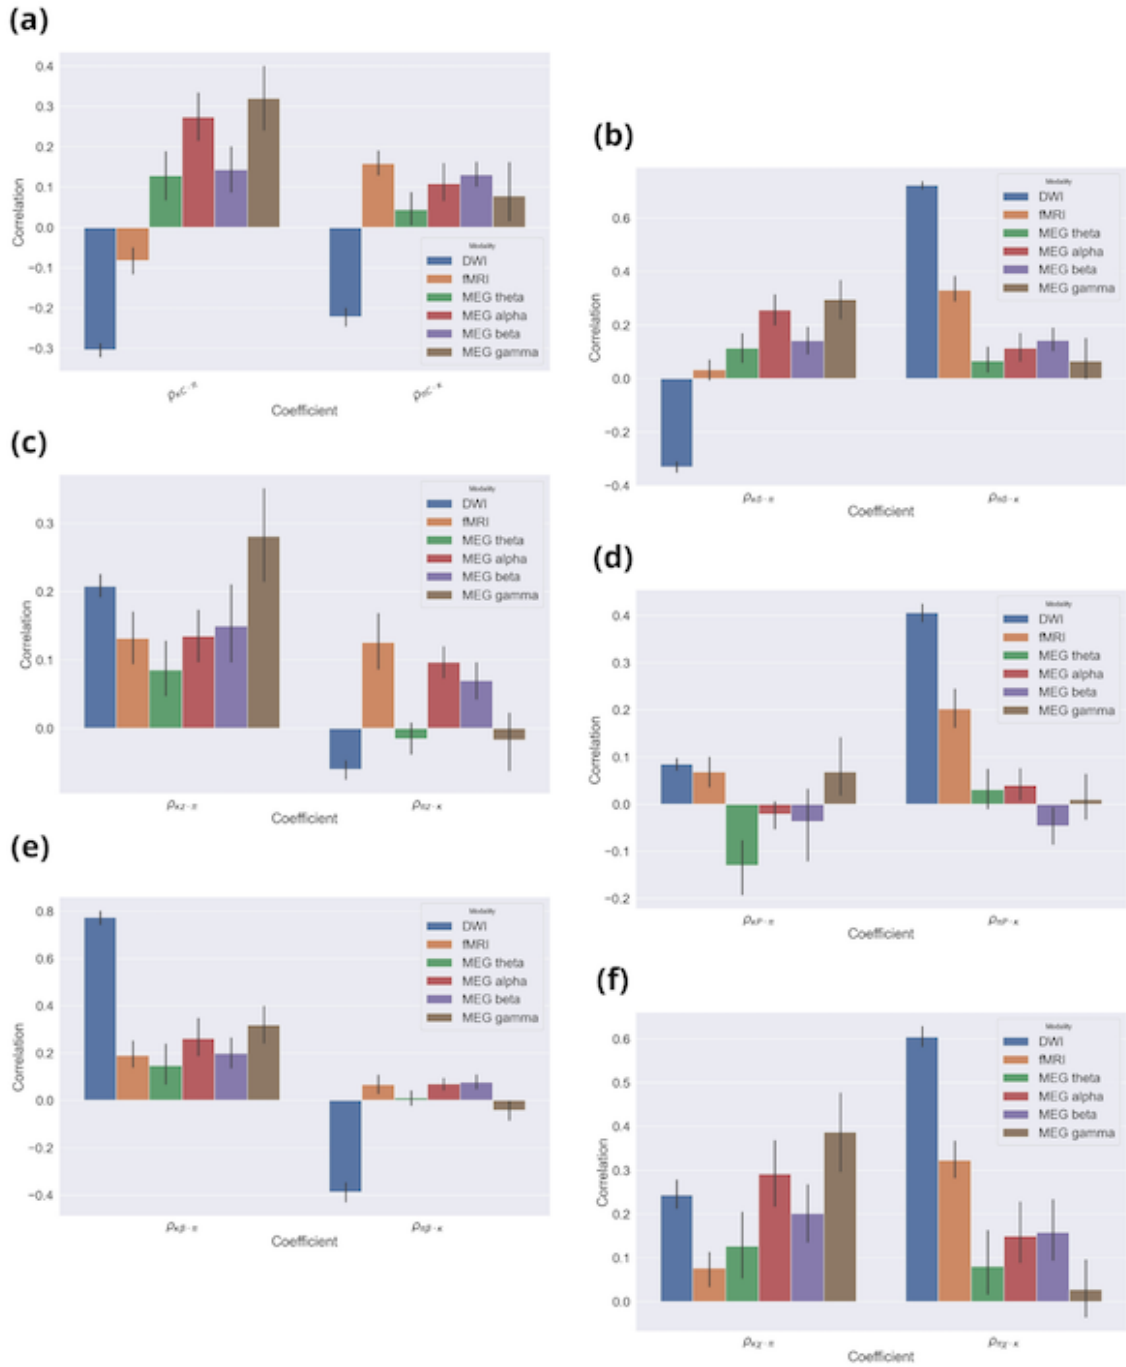 (a)
0.4
0.3
0.2
0.1
0.0
−0.1
−0.2
−0.3
Correlation
Modality
DWI
fMRI
MEG theta
MEG alpha
MEG beta
MEG gamma
ρκC·π
ρπC·κ
Coefficient
(b)
0.6
0.4
0.2
0.0
−0.2
−0.4
Correlation
Modality
DWI
fMRI
MEG theta
MEG alpha
MEG beta
MEG gamma
Coefficient
(c)
0.3
0.2
0.1
0.0
Correlation
Modality
DWI
fMRI
MEG theta
MEG alpha
MEG beta
MEG gamma
Coefficient
(d)
0.4
0.3
0.2
0.1
0.0
−0.1
−0.2
Correlation
Modality
DWI
fMRI
MEG theta
MEG alpha
MEG beta
MEG gamma
ρκP·π
ρπP·κ
Coefficient
(e)
0.8
0.6
0.4
0.2
0.0
−0.2
−0.4
Correlation
Modality
DWI
fMRI
MEG theta
MEG alpha
MEG beta
MEG gamma
ρκβ·π
ρπβ·κ
Coefficient
(f)
0.6
0.5
0.4
0.3
0.2
0.1
0.0
Correlation
Modality
DWI
fMRI
MEG theta
MEG alpha
MEG beta
MEG gamma
Coefficient